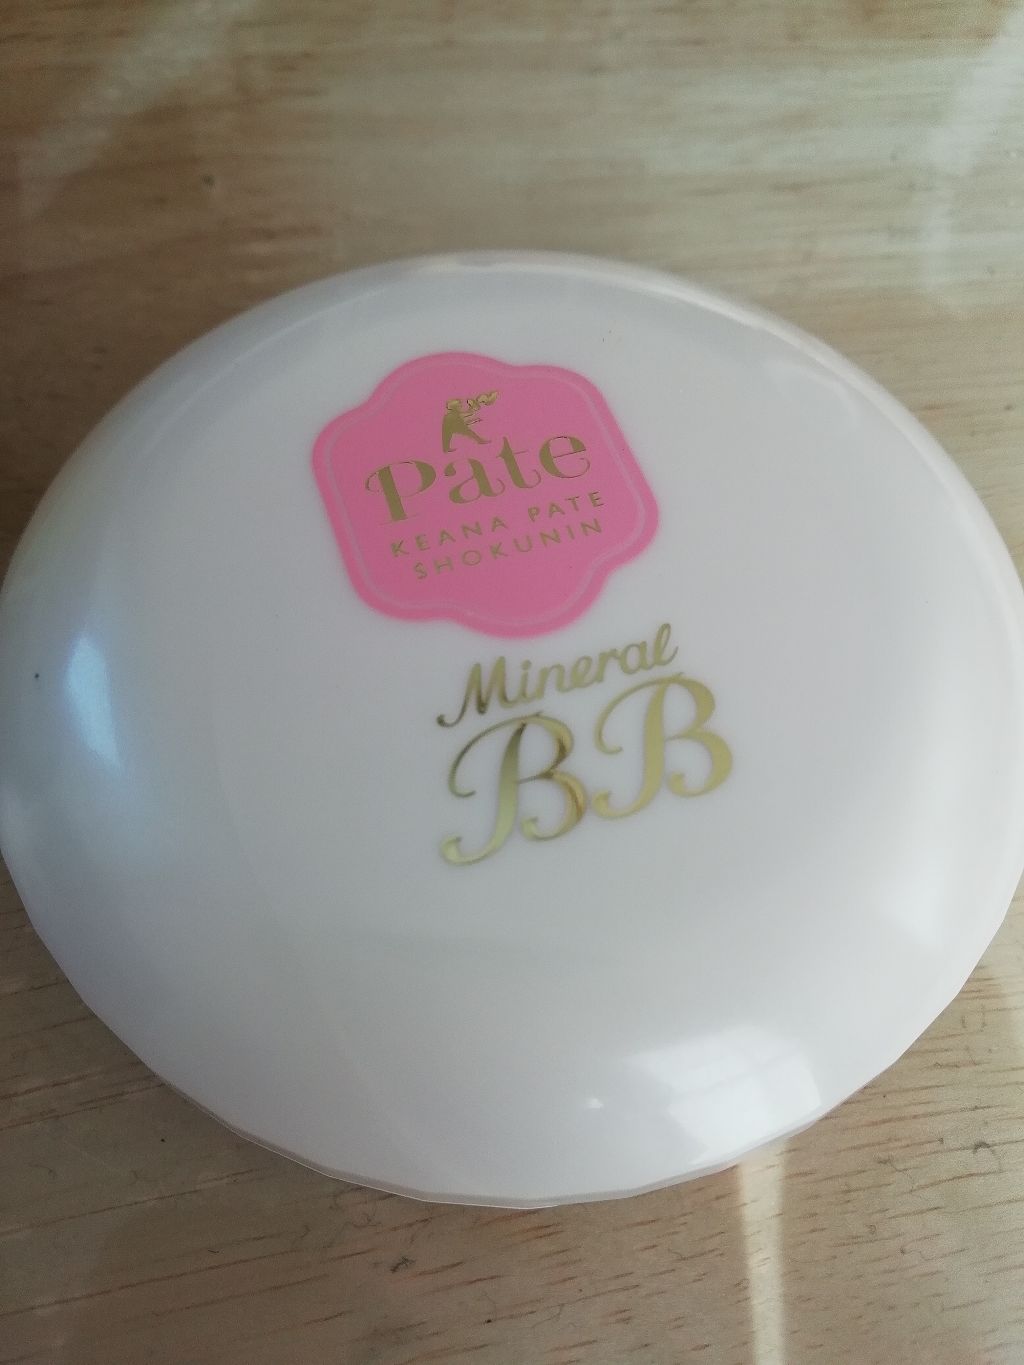 Pate
KEANA PATE
SHOKUNIN
Mineral
BB